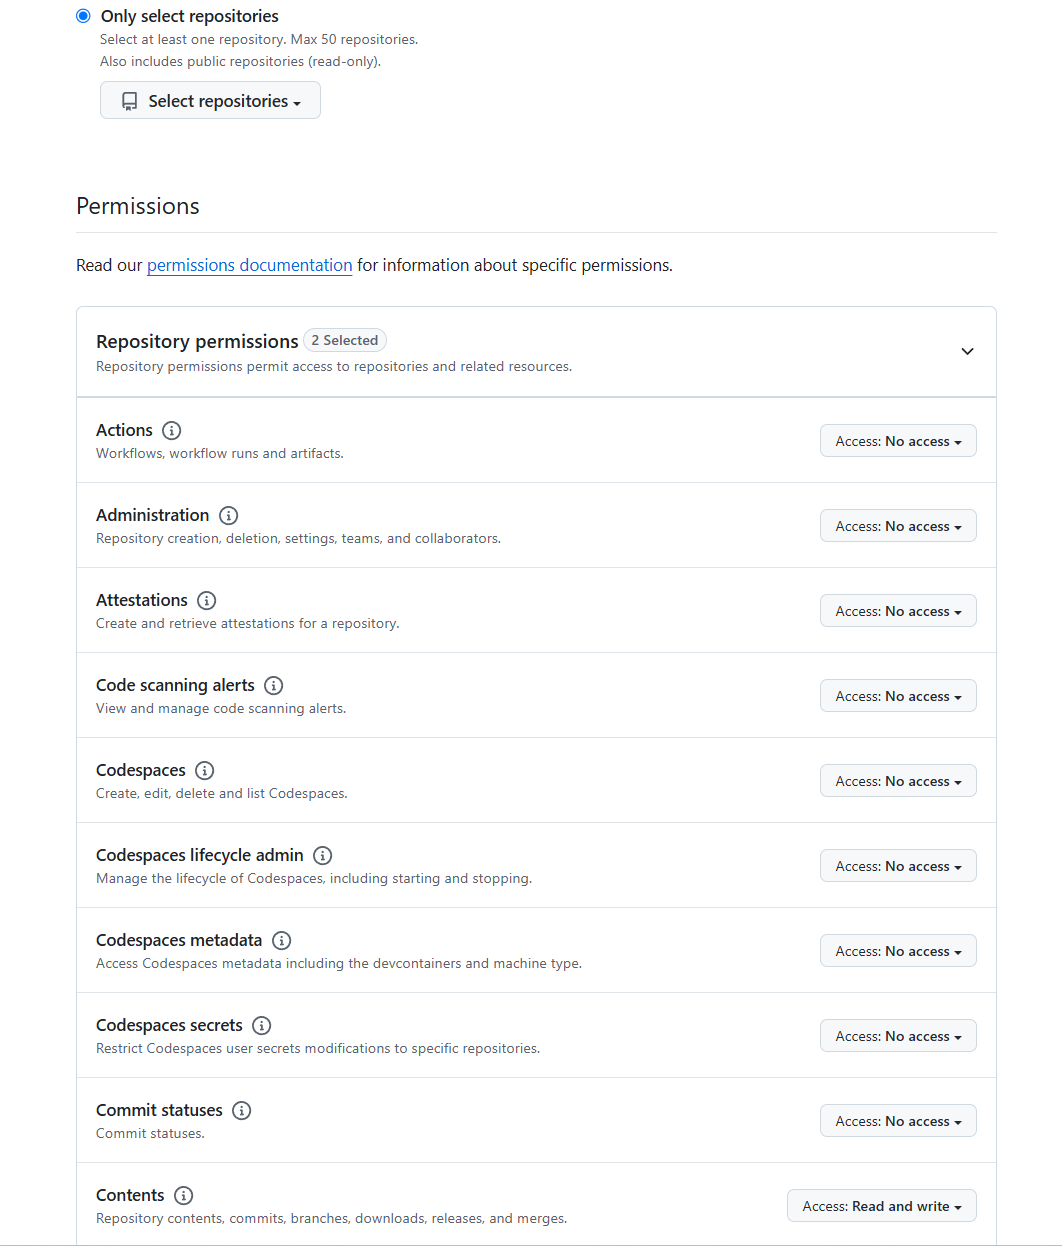 Only select repositories
Select at least one repository. Max 50 repositories.
Also includes public repositories (read-only).
Select repositories
Permissions
Read our permissions documentation for information about specific permissions.
Repository permissions 2 Selected
Repository permissions permit access to repositories and related resources.
Actions
Workflows, workflow runs and artifacts.
Access: No access
Administration
Repository creation, deletion, settings, teams, and collaborators.
Access: No access
Attestations
Create and retrieve attestations for a repository.
Access: No access
Code scanning alerts
View and manage code scanning alerts.
Access: No access
Codespaces
Create, edit, delete and list Codespaces.
Access: No access
Codespaces lifecycle admin
Manage the lifecycle of Codespaces, including starting and stopping.
Access: No access
Codespaces metadata
Access Codespaces metadata including the devcontainers and machine type.
Access: No access
Codespaces secrets
Restrict Codespaces user secrets modifications to specific repositories.
Access: No access
Commit statuses
Commit statuses.
Access: No access
Contents
Repository contents, commits, branches, downloads, releases, and merges.
Access: Read and write